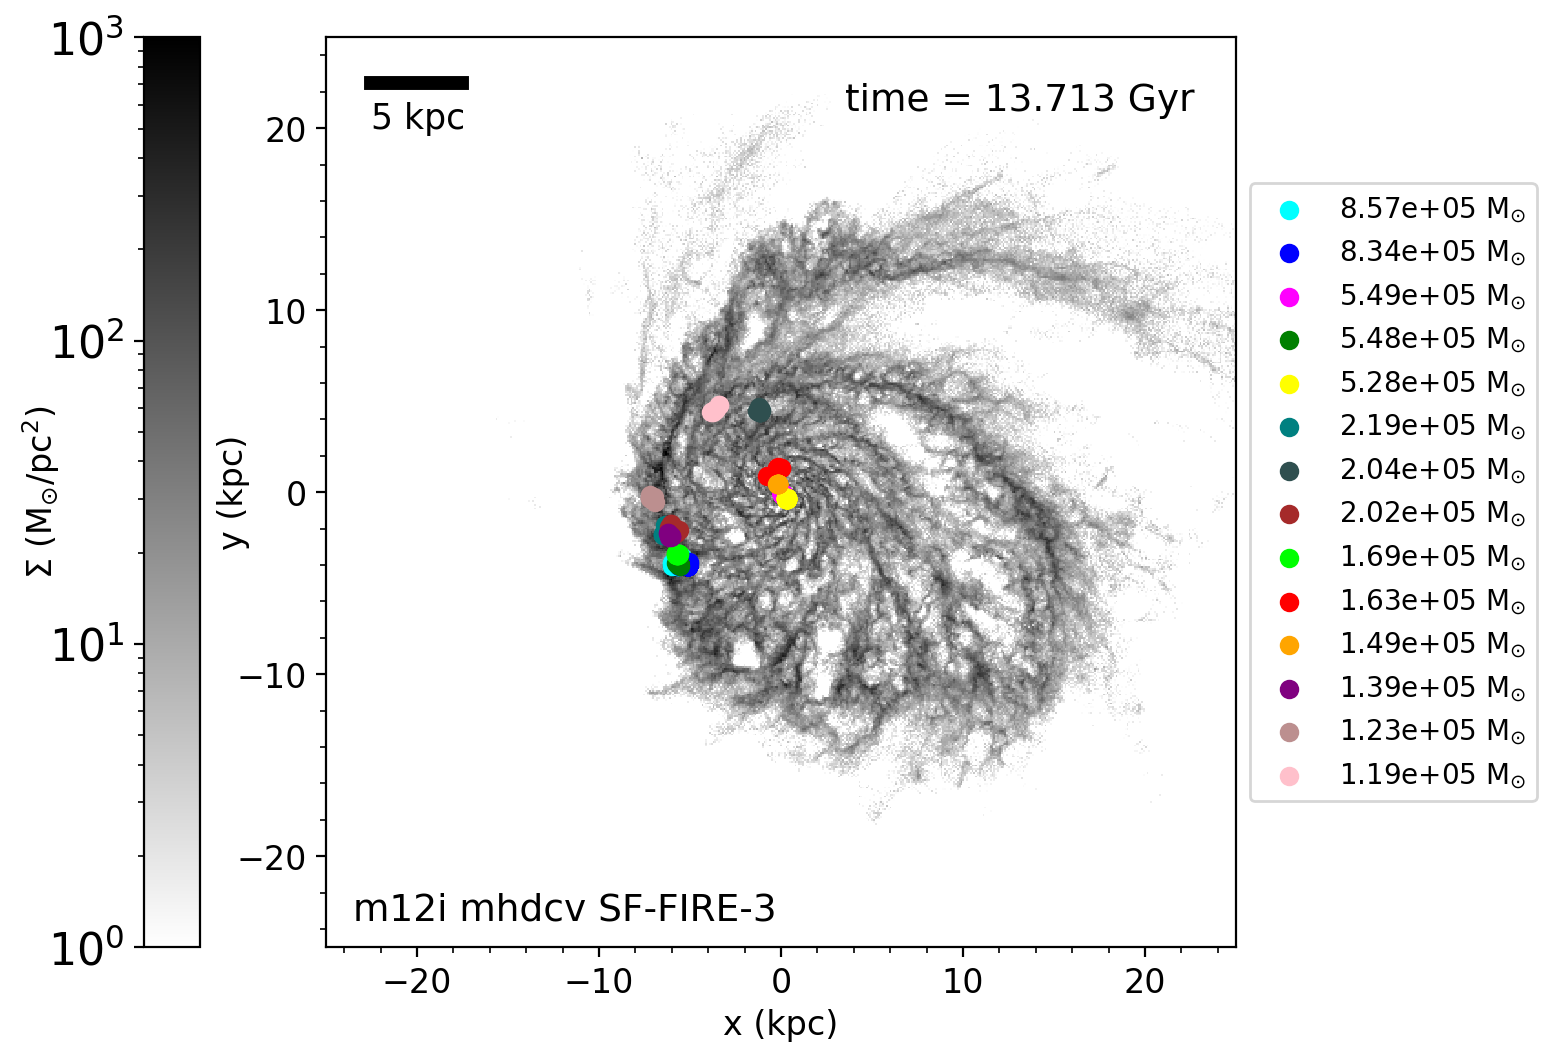 10³
10²
10¹
10⁰
Σ (M⊙/pc²)
y (kpc)
20
10
0
−10
−20
5 kpc
time = 13.713 Gyr
m12i mhdcv SF-FIRE-3
−20
−10
0
10
20
x (kpc)
8.57e+05 M⊙
8.34e+05 M⊙
5.49e+05 M⊙
5.48e+05 M⊙
5.28e+05 M⊙
2.19e+05 M⊙
2.04e+05 M⊙
2.02e+05 M⊙
1.69e+05 M⊙
1.63e+05 M⊙
1.49e+05 M⊙
1.39e+05 M⊙
1.23e+05 M⊙
1.19e+05 M⊙